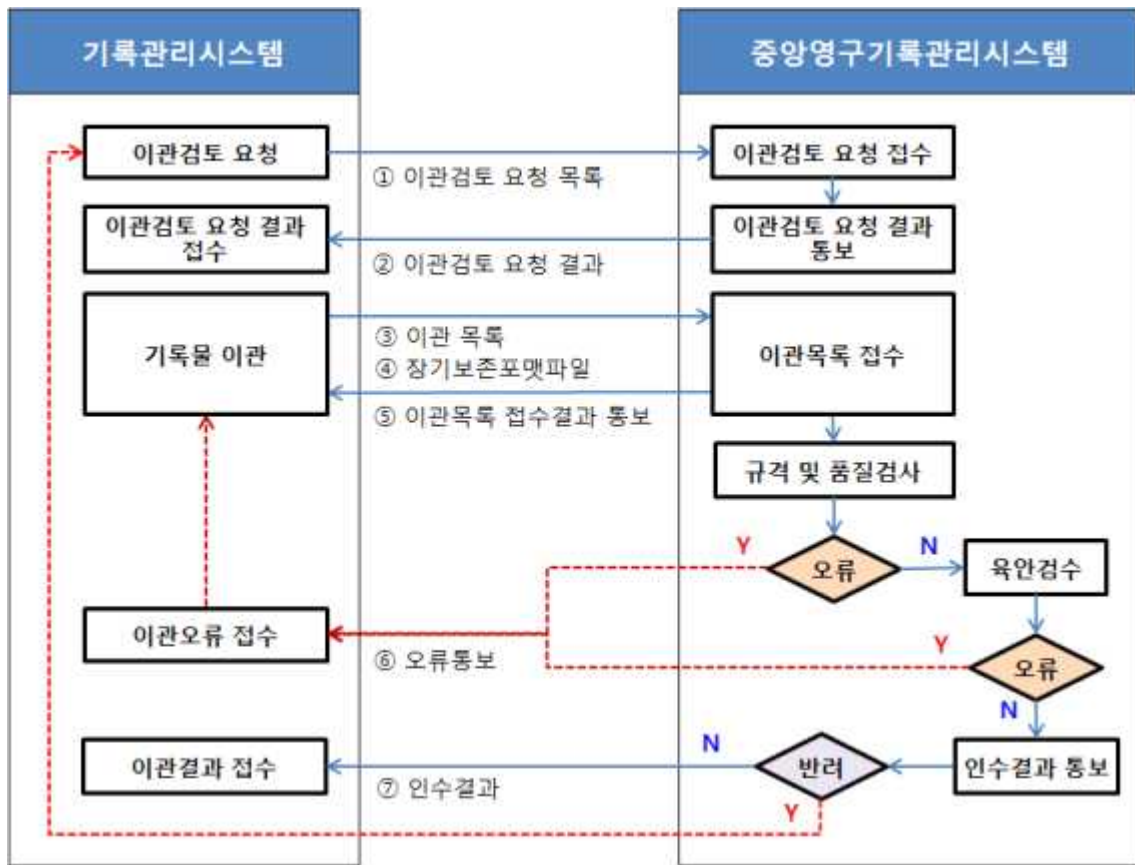 기록관리시스템
중앙영구기록관리시스템
이관검토 요청
이관검토 요청 접수
① 이관검토 요청 목록
이관검토 요청 결과
접수
이관검토 요청 결과
통보
② 이관검토 요청 결과
기록물 이관
③ 이관 목록
④ 장기보존포맷파일
⑤ 이관목록 접수결과 통보
이관목록 접수
규격 및 품질검사
Y
오류
N
육안검수
이관오류 접수
⑥ 오류통보
Y
오류
N
이관결과 접수
⑦ 인수결과
N
반려
Y
인수결과 통보